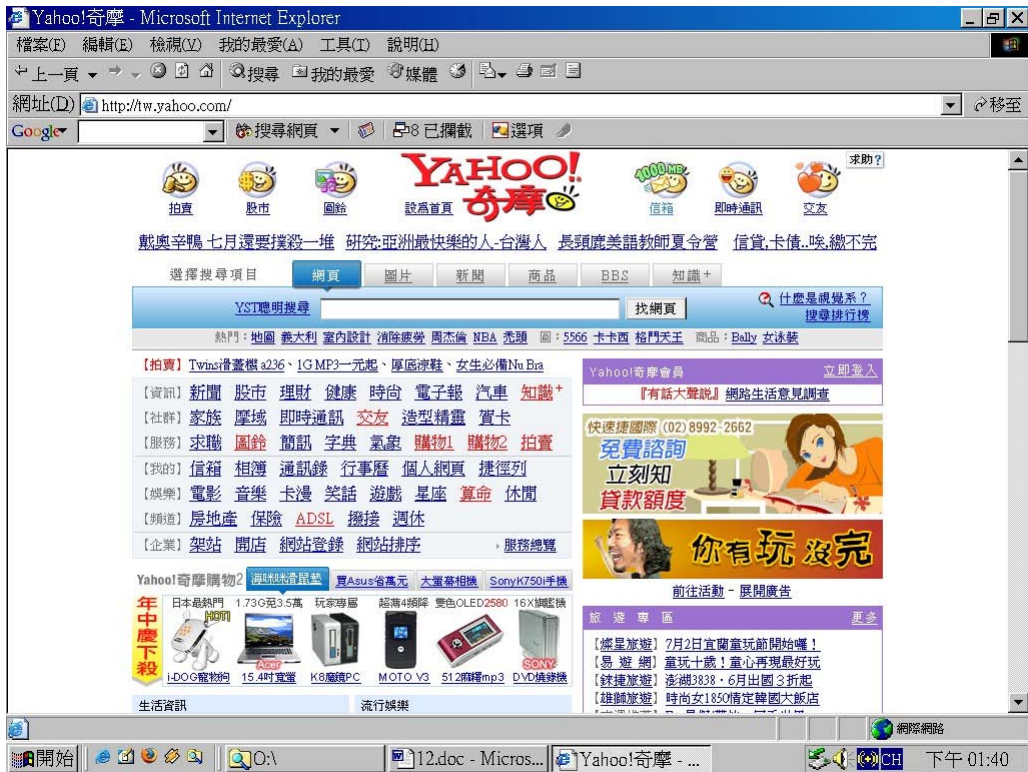 Yahoo!奇摩 - Microsoft Internet Explorer
檔案(F) 編輯(E) 檢視(V) 我的最愛(A) 工具(T) 說明(H)
上一頁 搜尋 我的最愛 媒體
網址(D) http://tw.yahoo.com/ 移至
Google 搜尋網頁 8 已攔截 選項
求助?
YAHOO! 奇摩
1000MB
拍賣 股市 圖鈴 設為首頁 信箱 即時通訊 交友
戴奧辛鴨 七月還要撲殺一堆 研究:亞洲最快樂的人-台灣人 長頸鹿美語教師夏令營 信貸,卡債..唉,繳不完
選擇搜尋項目 網頁 圖片 新聞 商品 BBS 知識+
YST聰明搜尋 找網頁 什麼是視覺系？
搜尋排行榜
熱門：地圖 義大利 室內設計 消除疲勞 周杰倫 NBA 禿頭 圖：5566 卡卡西 格鬥天王 商品：Bally 女泳裝
【拍賣】Twins滑蓋機 a236、1G MP3一元起、厚底涼鞋、女生必備Nu Bra
【資訊】新聞 股市 理財 健康 時尚 電子報 汽車 知識+
【社群】家族 摩域 即時通訊 交友 造型精靈 賀卡
【服務】求職 圖鈴 簡訊 字典 氣象 購物1 購物2 拍賣
【我的】信箱 相簿 通訊錄 行事曆 個人網頁 捷徑列
【娛樂】電影 音樂 卡漫 笑話 遊戲 星座 算命 休閒
【頻道】房地產 保險 ADSL 撥接 週休
【企業】架站 開店 網站登錄 網站排序 服務總覽
Yahoo!奇摩會員 立即登入
『有話大聲說』網路生活意見調查
快速捷國際 (02) 8992-2662
免費諮詢
立刻知
貸款額度
你有玩沒完
前往活動 - 展開廣告
Yahoo!奇摩購物2 海咪咪滑鼠墊 買Asus省萬元 大螢幕相機 SonyK750i手機
年中慶下殺
日本最熱門 1.73G宛3.5萬 玩家專屬 超薄4頻降 雙色OLED2580 16X旗艦機
HOT!
Acer
SONY
i-DOG寵物狗 15.4吋寬螢 K8魔獸PC MOTO V3 512麻糬mp3 DVD燒錄機
生活資訊 流行娛樂
旅遊專區 更多
[燦星旅遊] 7月2日宜蘭童玩節開始囉！
[易遊網] 童玩十歲！童心再現最好玩
[錸捷旅遊] 澎湖3838‧6月出國3折起
[雄獅旅遊] 時尚女1850情定韓國大飯店
網際網路
開始 O:\ 12.doc - Micros... Yahoo!奇摩 - ... CH 下午 01:40